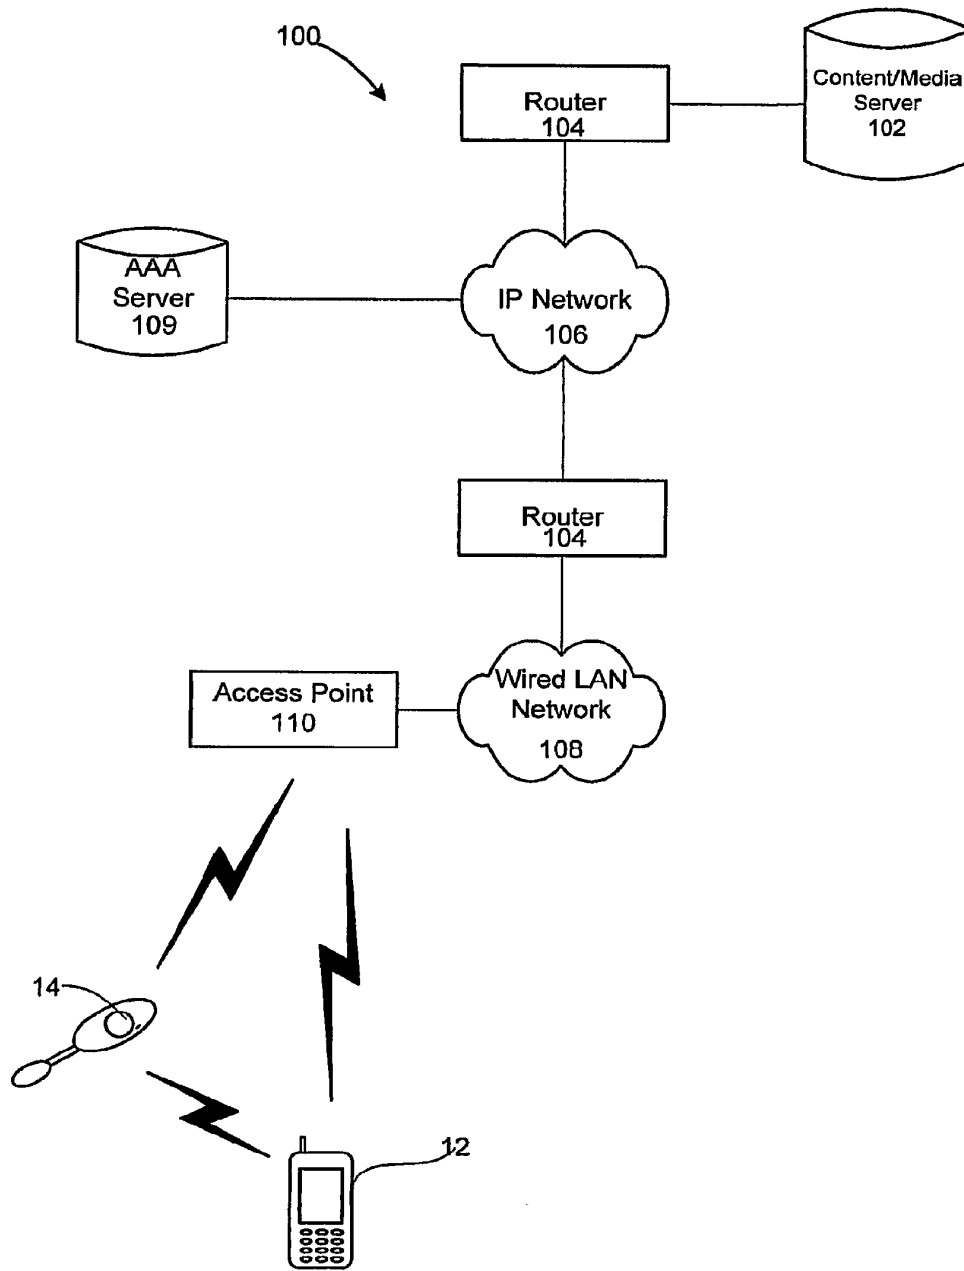 100
Router
104
Content/Media
Server
102
AAA
Server
109
IP Network
106
Router
104
Access Point
110
Wired LAN
Network
108
14
12